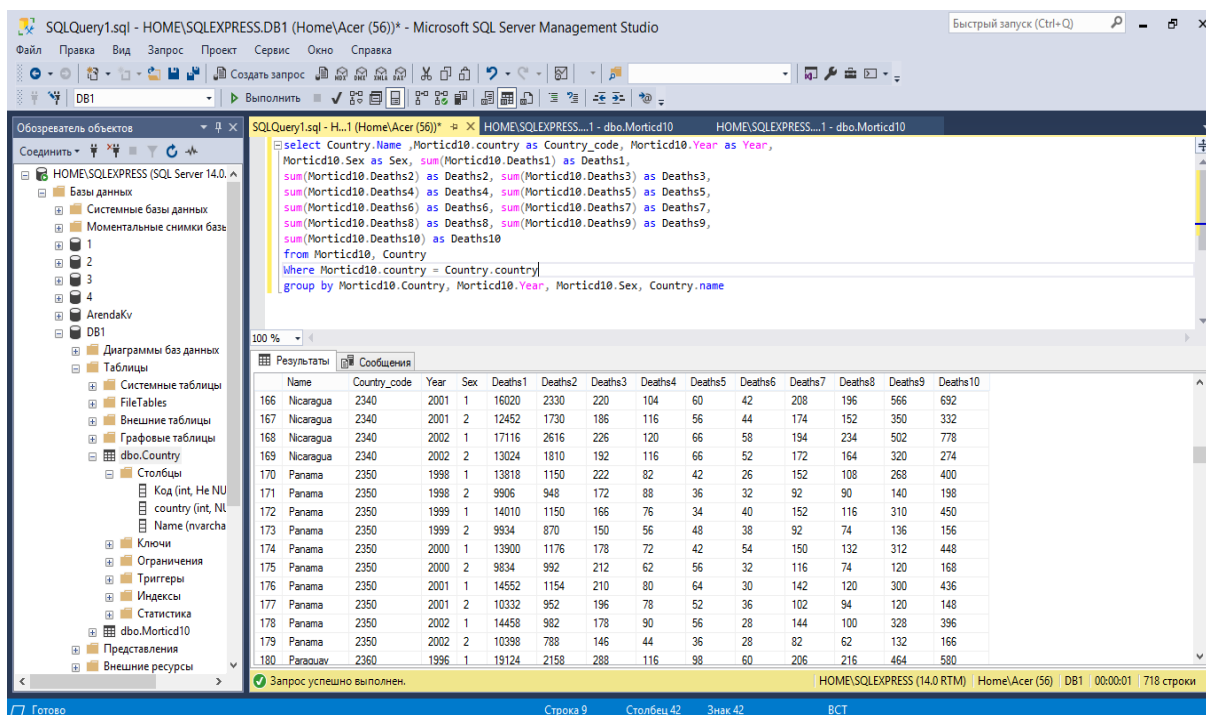 SQLQuery1.sql - HOME\SQLEXPRESS.DB1 (Home\Acer (56))* - Microsoft SQL Server Management Studio
Быстрый запуск (Ctrl+Q)
Файл Правка Вид Запрос Проект Сервис Окно Справка
Создать запрос
DB1 Выполнить
Обозреватель объектов
SQLQuery1.sql - H...1 (Home\Acer (56))* HOME\SQLEXPRESS....1 - dbo.Morticd10 HOME\SQLEXPRESS....1 - dbo.Morticd10
Соединить
HOME\SQLEXPRESS (SQL Server 14.0.
Базы данных
Системные базы данных
Моментальные снимки базь
1
2
3
4
ArendaKv
DB1
Диаграммы баз данных
Таблицы
Системные таблицы
FileTables
Внешние таблицы
Графовые таблицы
dbo.Country
Столбцы
Код (int, Не NU
country (int, NU
Name (nvarcha
Ключи
Ограничения
Триггеры
Индексы
Статистика
dbo.Morticd10
Представления
Внешние ресурсы
select Country.Name ,Morticd10.country as Country_code, Morticd10.Year as Year,
Morticd10.Sex as Sex, sum(Morticd10.Deaths1) as Deaths1,
sum(Morticd10.Deaths2) as Deaths2, sum(Morticd10.Deaths3) as Deaths3,
sum(Morticd10.Deaths4) as Deaths4, sum(Morticd10.Deaths5) as Deaths5,
sum(Morticd10.Deaths6) as Deaths6, sum(Morticd10.Deaths7) as Deaths7,
sum(Morticd10.Deaths8) as Deaths8, sum(Morticd10.Deaths9) as Deaths9,
sum(Morticd10.Deaths10) as Deaths10
from Morticd10, Country
Where Morticd10.country = Country.country
group by Morticd10.Country, Morticd10.Year, Morticd10.Sex, Country.name
100 %
Результаты Сообщения
Name Country_code Year Sex Deaths1 Deaths2 Deaths3 Deaths4 Deaths5 Deaths6 Deaths7 Deaths8 Deaths9 Deaths10
166 Nicaragua 2340 2001 1 16020 2330 220 104 60 42 208 196 566 692
167 Nicaragua 2340 2001 2 12452 1730 186 116 56 44 174 152 350 332
168 Nicaragua 2340 2002 1 17116 2616 226 120 66 58 194 234 502 778
169 Nicaragua 2340 2002 2 13024 1810 192 116 66 52 172 164 320 274
170 Panama 2350 1998 1 13818 1150 222 82 42 26 152 108 268 400
171 Panama 2350 1998 2 9906 948 172 88 36 32 92 90 140 198
172 Panama 2350 1999 1 14010 1150 166 76 34 40 152 116 310 450
173 Panama 2350 1999 2 9934 870 150 56 48 38 92 74 136 156
174 Panama 2350 2000 1 13900 1176 178 72 42 54 150 132 312 448
175 Panama 2350 2000 2 9834 992 212 62 56 32 116 74 120 168
176 Panama 2350 2001 1 14552 1154 210 80 64 30 142 120 300 436
177 Panama 2350 2001 2 10332 952 196 78 52 36 102 94 120 148
178 Panama 2350 2002 1 14458 982 178 90 56 28 144 100 328 396
179 Panama 2350 2002 2 10398 788 146 44 36 28 82 62 132 166
180 Paraguay 2360 1996 1 19124 2158 288 116 98 60 206 216 464 580
Запрос успешно выполнен. HOME\SQLEXPRESS (14.0 RTM) Home\Acer (56) DB1 00:00:01 718 строки
Готово Строка 9 Столбец 42 Знак 42 ВСТ